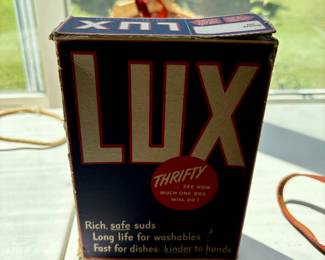 LUX
LUX
THRIFTY
... SEE HOW
MUCH ONE BOX
WILL DO!
Rich, safe suds
Long life for washables
Fast for dishes.. kinder to hands